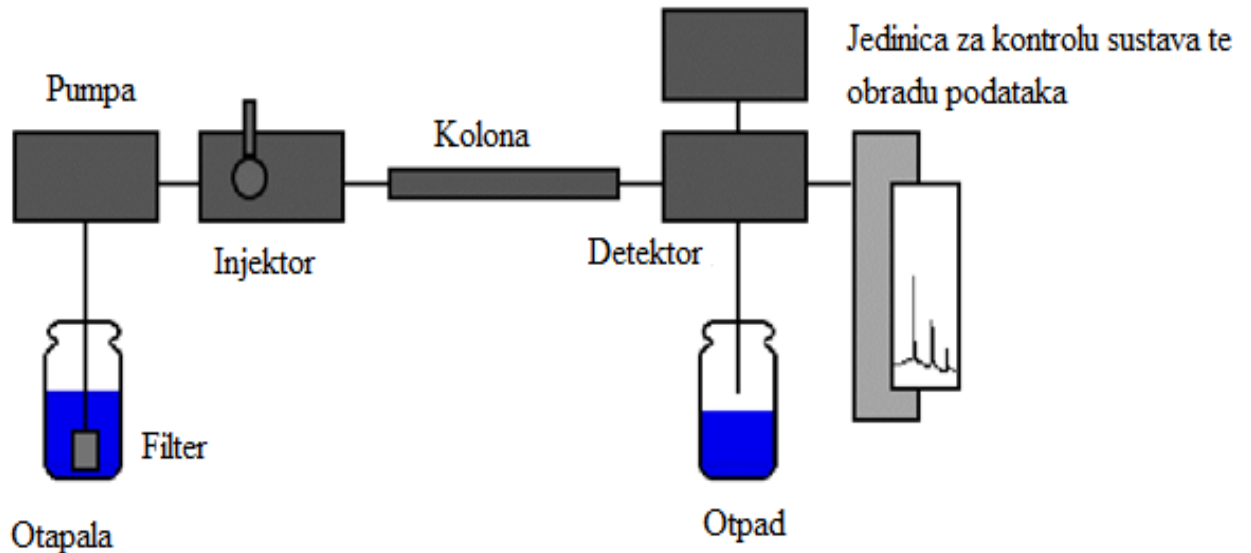 Jedinica za kontrolu sustava te
obradu podataka
Pumpa
Kolona
Injektor
Detektor
Filter
Otapala
Otpad